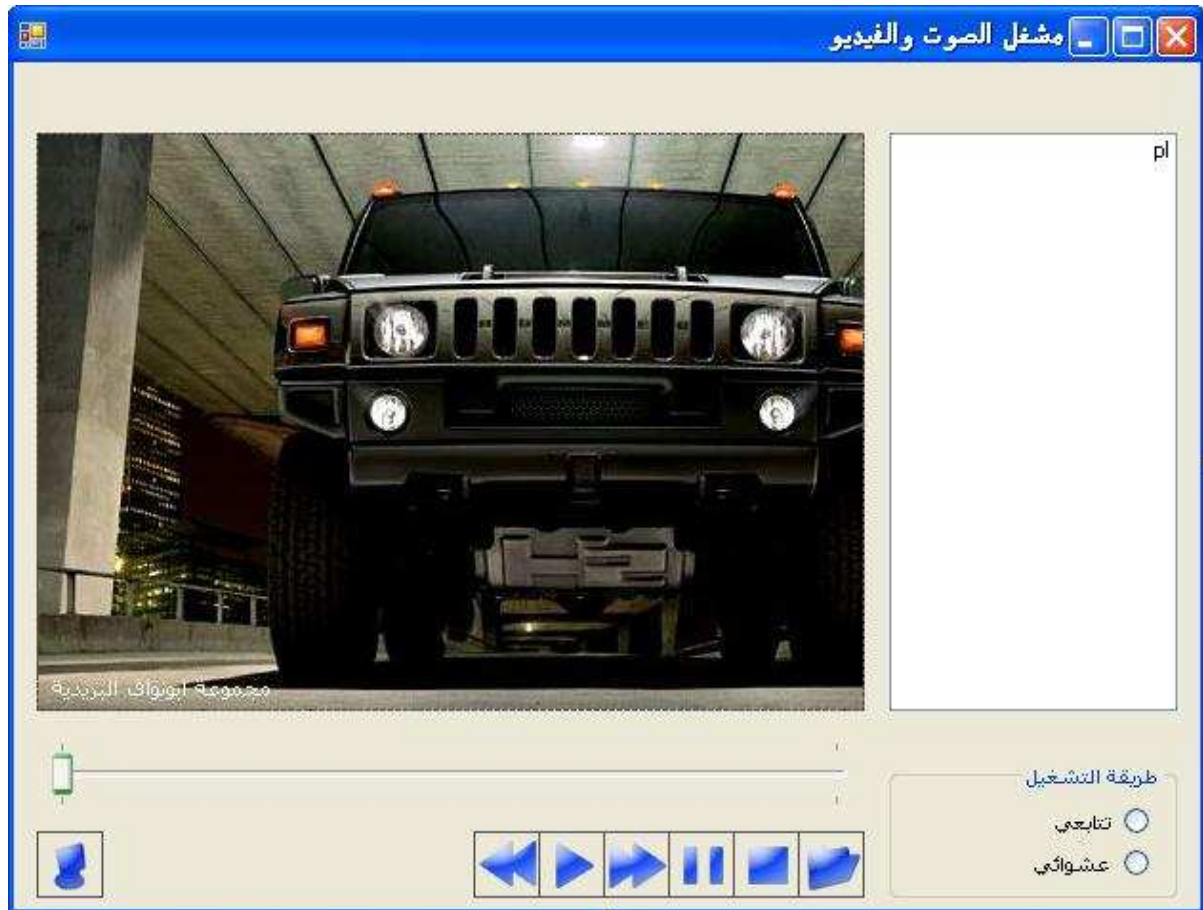 مشغل الصوت والفيديو
pl
مجموعة ابونواف البريدية
طريقة التشغيل
تتابعي
عشوائي